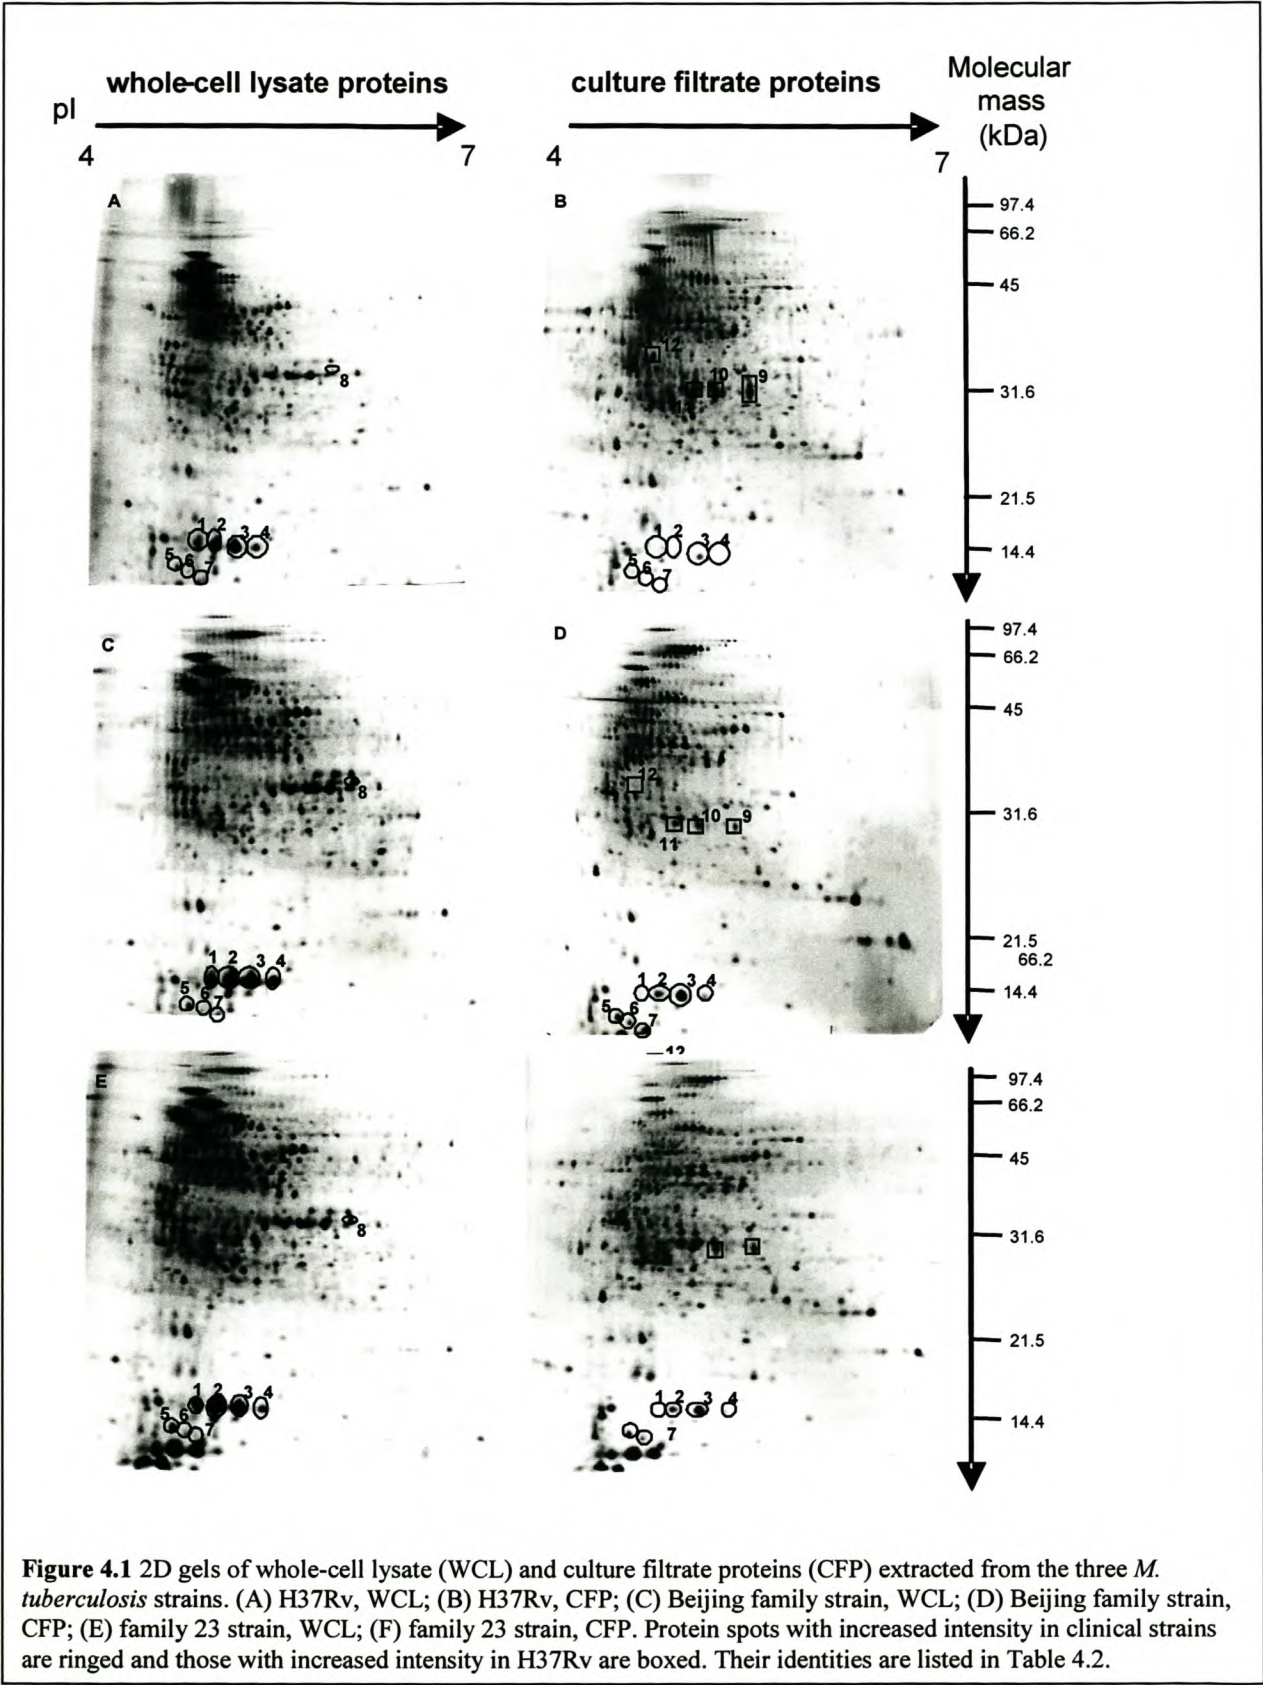 whole-cell lysate proteins
culture filtrate proteins
Molecular
mass
(kDa)
pI
4
7
4
7
A
8
1 2 3 4
5 6 7
B
12
10 9
1 2 3 4
5 6 7
97.4
66.2
45
31.6
21.5
14.4
C
8
1 2 3 4
5 6 7
D
12
10 9
11
1 2 3 4
5 6 7
97.4
66.2
45
31.6
21.5
66.2
14.4
E
8
1 2 3 4
5 6 7
12
1 2 3 4
7
97.4
66.2
45
31.6
21.5
14.4
Figure 4.1 2D gels of whole-cell lysate (WCL) and culture filtrate proteins (CFP) extracted from the three M.
tuberculosis strains. (A) H37Rv, WCL; (B) H37Rv, CFP; (C) Beijing family strain, WCL; (D) Beijing family strain,
CFP; (E) family 23 strain, WCL; (F) family 23 strain, CFP. Protein spots with increased intensity in clinical strains
are ringed and those with increased intensity in H37Rv are boxed. Their identities are listed in Table 4.2.